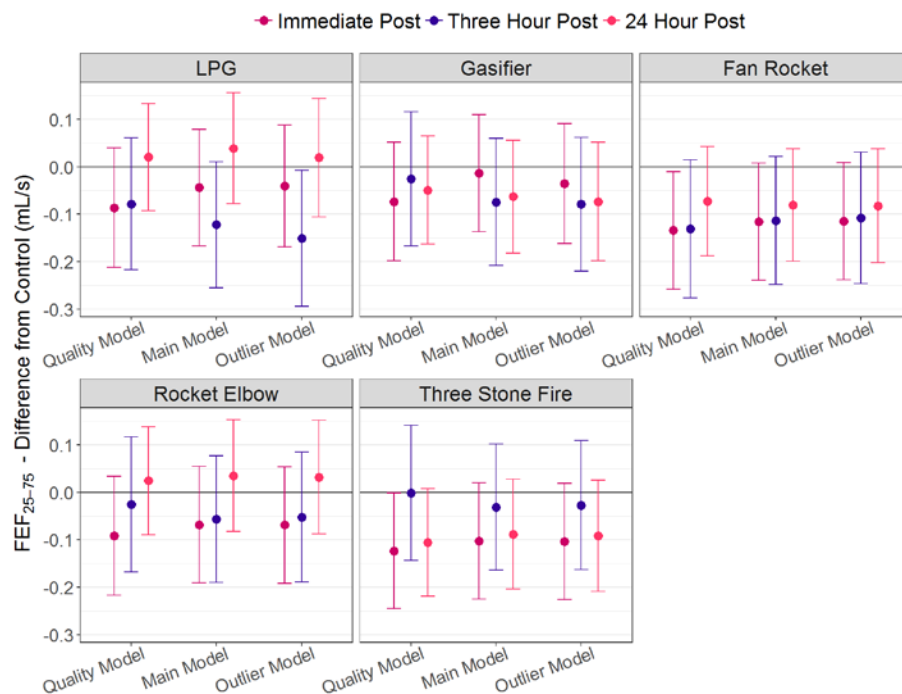 Immediate Post Three Hour Post 24 Hour Post
LPG Gasifier Fan Rocket
FEF25–75 - Difference from Control (mL/s)
0.1
0.0
-0.1
-0.2
-0.3
Quality Model Main Model Outlier Model Quality Model Main Model Outlier Model Quality Model Main Model Outlier Model
Rocket Elbow Three Stone Fire
0.1
0.0
-0.1
-0.2
-0.3
Quality Model Main Model Outlier Model Quality Model Main Model Outlier Model